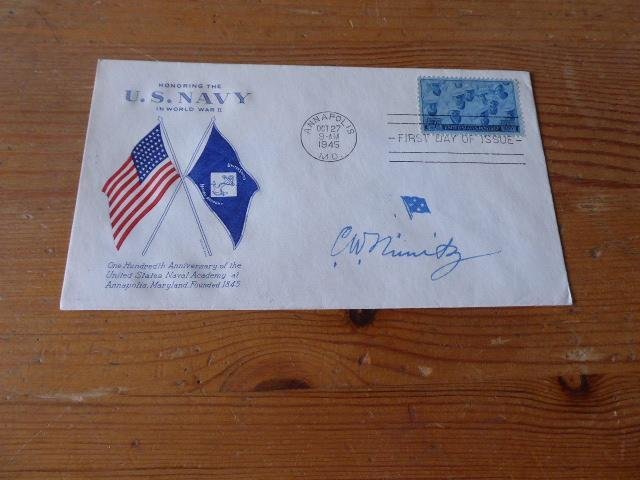 HONORING THE
U.S. NAVY
IN WORLD WAR II
ANNAPOLIS
OCT 27
9-AM
1945
MD.
FIRST DAY OF ISSUE
C.W. Nimitz
One Hundredth Anniversary of the
United States Naval Academy at
Annapolis, Maryland. Founded 1845